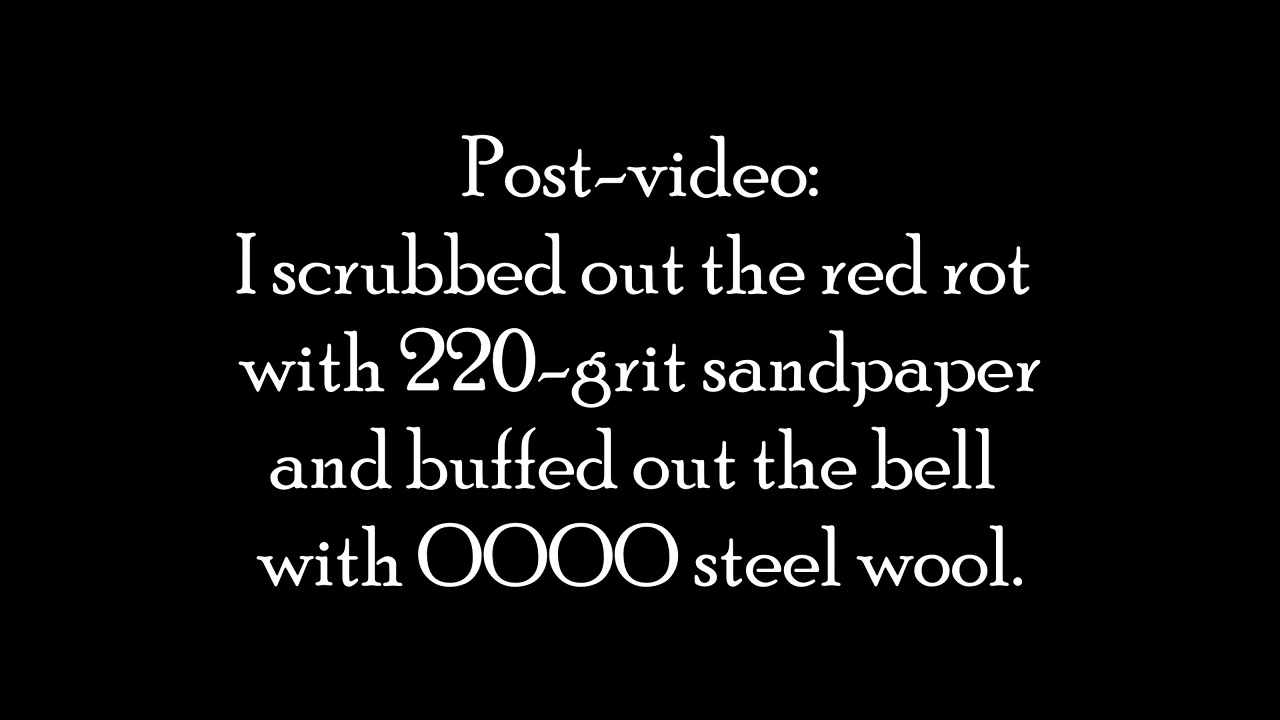 Post-video:
I scrubbed out the red rot
with 220-grit sandpaper
and buffed out the bell
with OOOO steel wool.